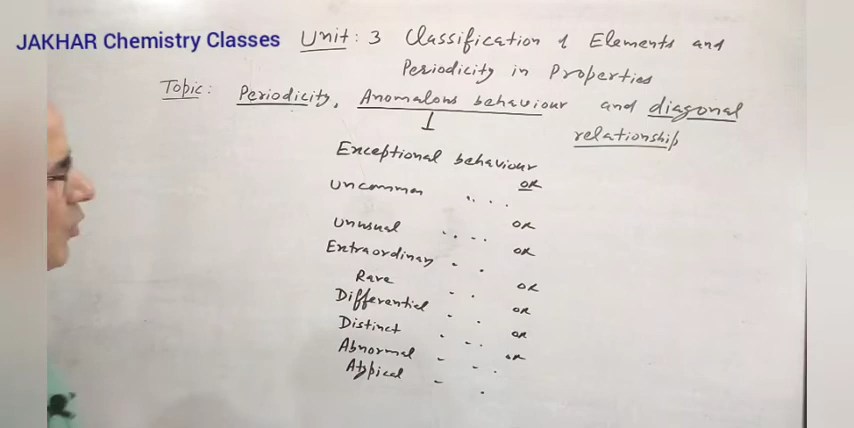 JAKHAR Chemistry Classes Unit: 3 Classification of Elements and
Periodicity in Properties
Topic: Periodicity, Anomalous behaviour and diagonal
relationship
Exceptional behaviour
OR
Uncommon " . . .
OR
Unusual . . . .
OR
Extraordinary . .
Rare . . OR
Differential . . OR
Distinct . . . OR
Abnormal - - . OR
Atypical - .